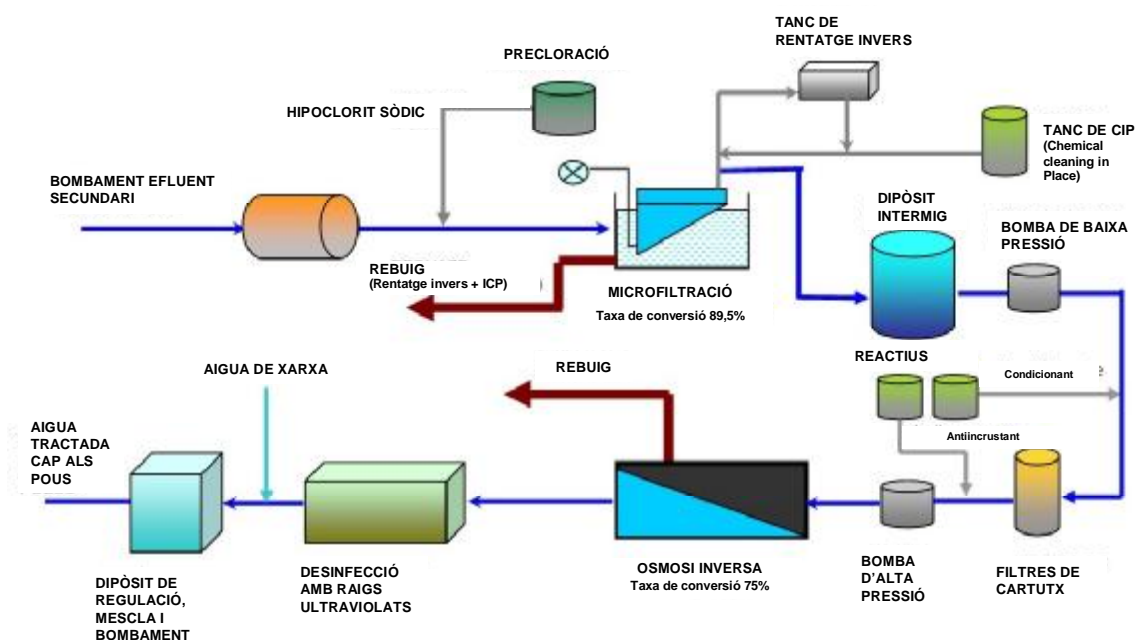 TANC DE
RENTATGE INVERS
PRECLORACIÓ
HIPOCLORIT SÒDIC
TANC DE CIP
(Chemical
cleaning in
Place)
BOMBAMENT EFLUENT
SECUNDARI
DIPÒSIT
INTERMIG
BOMBA DE BAIXA
PRESSIÓ
REBUIG
(Rentatge invers + ICP)
MICROFILTRACIÓ
Taxa de conversió 89,5%
REACTIUS
Condicionant
REBUIG
AIGUA DE XARXA
Antiincrustant
AIGUA
TRACTADA
CAP ALS
POUS
OSMOSI INVERSA
Taxa de conversió 75%
BOMBA
D'ALTA
PRESSIÓ
FILTRES DE
CARTUTX
DESINFECCIÓ
AMB RAIGS
ULTRAVIOLATS
DIPÒSIT DE
REGULACIÓ,
MESCLA I
BOMBAMENT